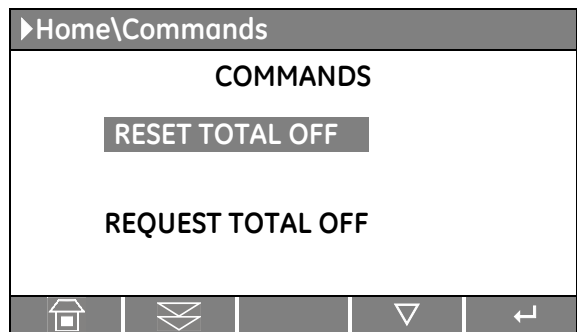 Home\Commands
COMMANDS
RESET TOTAL OFF
REQUEST TOTAL OFF